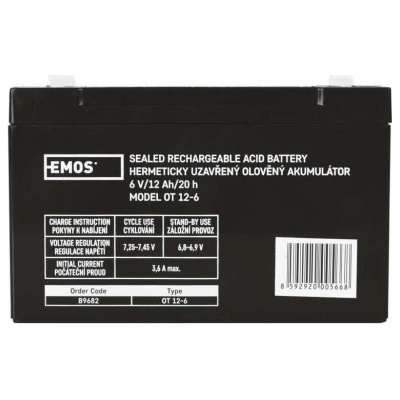 EMOS
SEALED RECHARGEABLE ACID BATTERY
HERMETICKY UZAVŘENÝ OLOVĚNÝ AKUMULÁTOR
6 V/12 Ah/20 h
MODEL OT 12-6
CHARGE INSTRUCTION CYCLE USE STAND-BY USE
POKYNY K NABÍJENÍ CYKLOVÁNÍ ZÁLOŽNÍ PROVOZ
VOLTAGE REGULATION 7,25-7,45 V 6,8-6,9 V
REGULACE NAPĚTÍ
INITIAL CURRENT 3,6 A max.
POČÁTEČNÍ PROUD
Order Code Type
B9682 OT 12-6
8 592920 005668